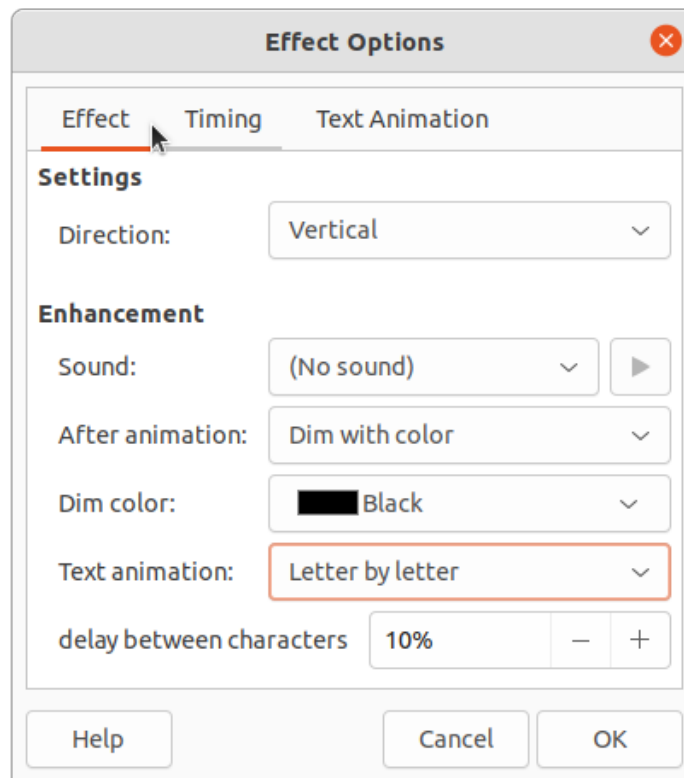 Effect Options
Effect Timing Text Animation
Settings
Direction: Vertical
Enhancement
Sound: (No sound)
After animation: Dim with color
Dim color: Black
Text animation: Letter by letter
delay between characters 10% − +
Help Cancel OK